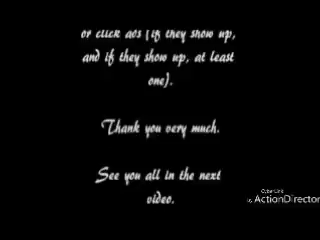 or click ads (if they show up,
and if they show up, at least
one).
Thank you very much.
See you all in the next
video.
CyberLink
ActionDirector